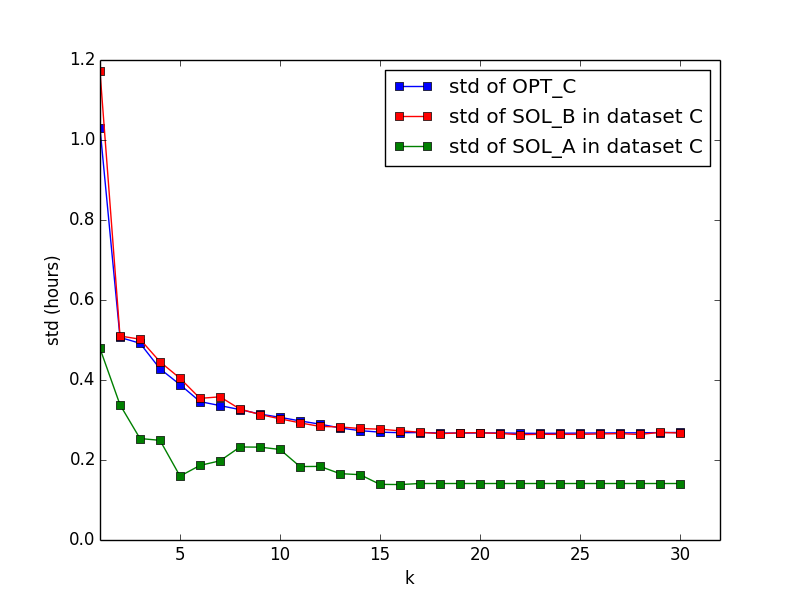 1.2
1.0
0.8
0.6
0.4
0.2
0.0
std (hours)
std of OPT_C
std of SOL_B in dataset C
std of SOL_A in dataset C
5 10 15 20 25 30
k